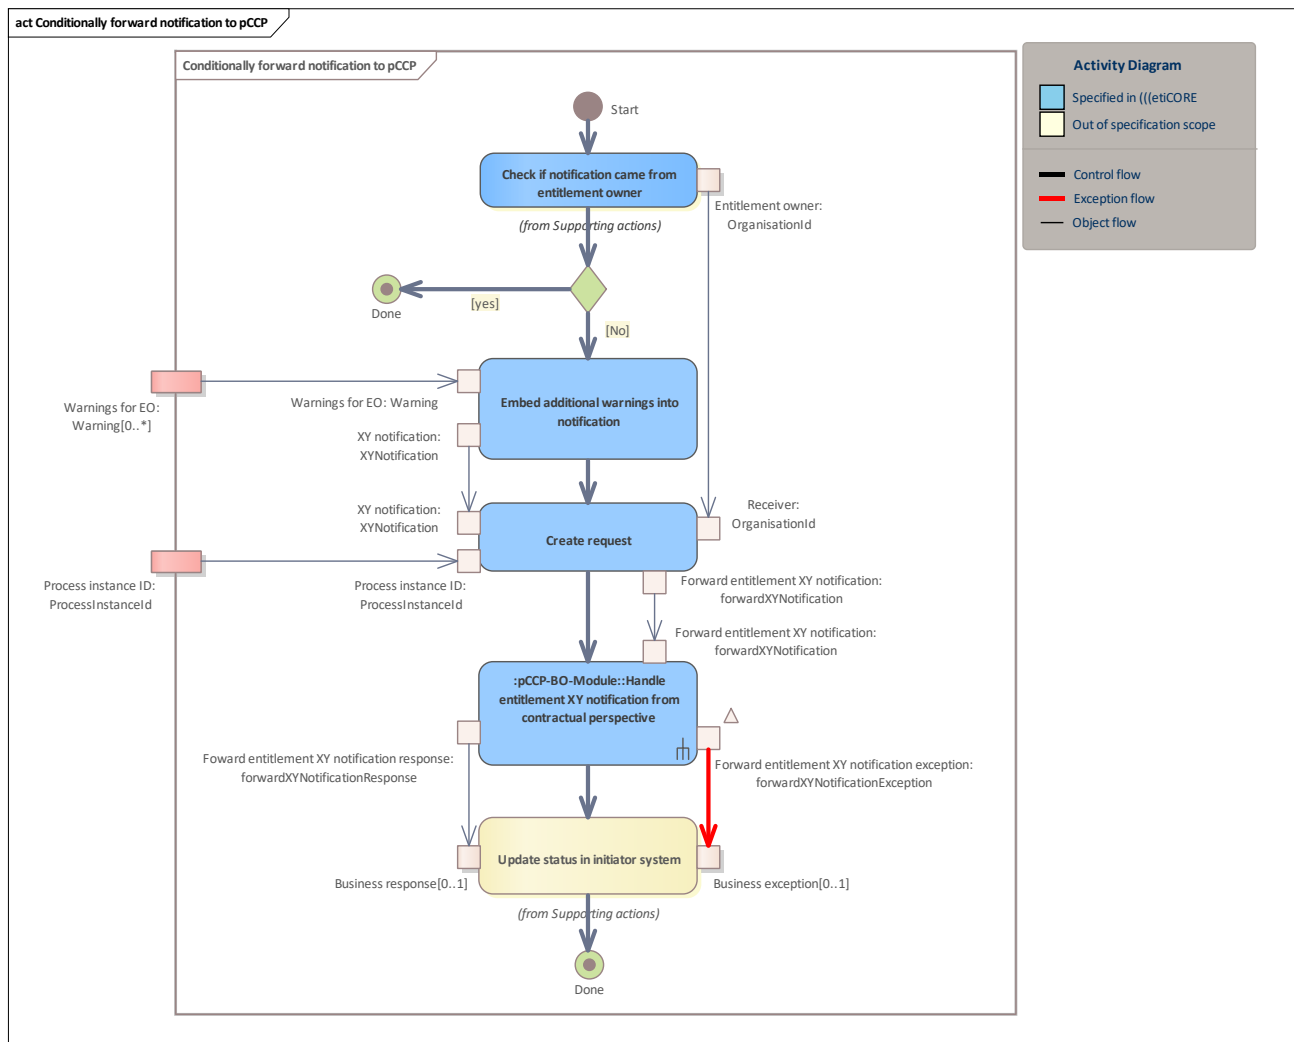 act Conditionally forward notification to pCCP
Conditionally forward notification to pCCP
Activity Diagram
Specified in (((etiCORE
Out of specification scope
Control flow
Exception flow
Object flow
Start
Check if notification came from
entitlement owner
(from Supporting actions)
Entitlement owner:
OrganisationId
[yes]
Done
[No]
Warnings for EO:
Warning[0..*]
Warnings for EO: Warning
Embed additional warnings into
notification
XY notification:
XYNotification
XY notification:
XYNotification
Receiver:
OrganisationId
Create request
Process instance ID:
ProcessInstanceId
Process instance ID:
ProcessInstanceId
Forward entitlement XY notification:
forwardXYNotification
Forward entitlement XY notification:
forwardXYNotification
:pCCP-BO-Module::Handle
entitlement XY notification from
contractual perspective
Foward entitlement XY notification response:
forwardXYNotificationResponse
Forward entitlement XY notification exception:
forwardXYNotificationException
Update status in initiator system
Business response[0..1]
Business exception[0..1]
(from Supporting actions)
Done